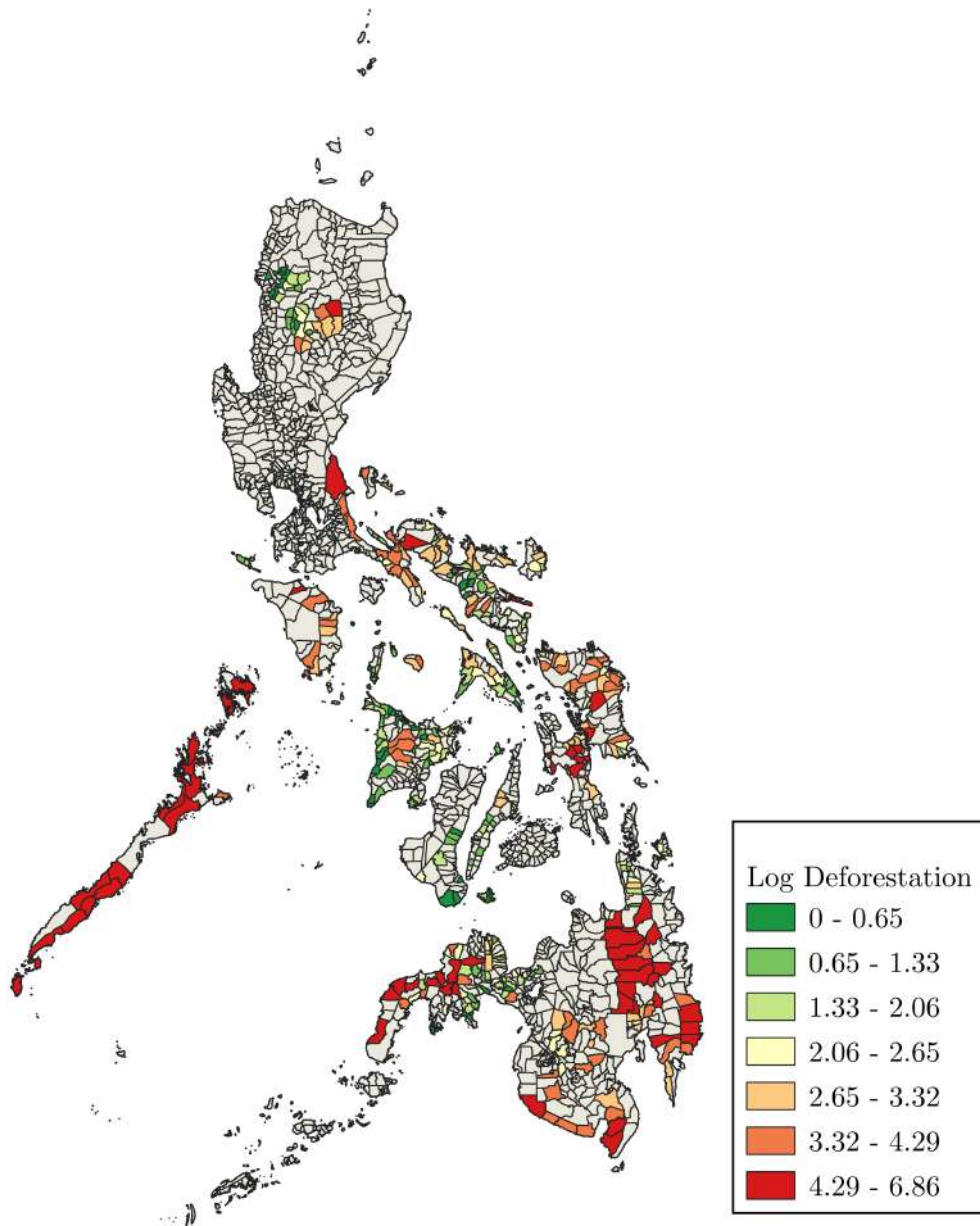 Log Deforestation
0 - 0.65
0.65 - 1.33
1.33 - 2.06
2.06 - 2.65
2.65 - 3.32
3.32 - 4.29
4.29 - 6.86